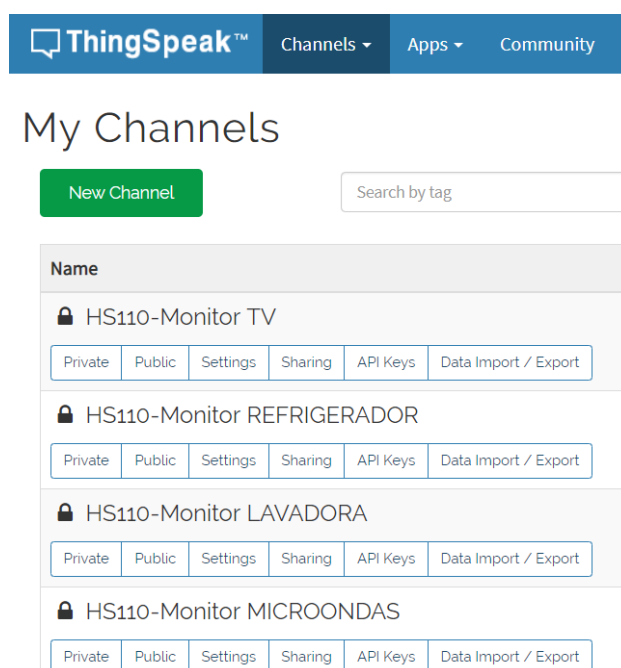 ThingSpeak™ Channels Apps Community
My Channels
New Channel Search by tag
Name
HS110-Monitor TV
Private Public Settings Sharing API Keys Data Import / Export
HS110-Monitor REFRIGERADOR
Private Public Settings Sharing API Keys Data Import / Export
HS110-Monitor LAVADORA
Private Public Settings Sharing API Keys Data Import / Export
HS110-Monitor MICROONDAS
Private Public Settings Sharing API Keys Data Import / Export